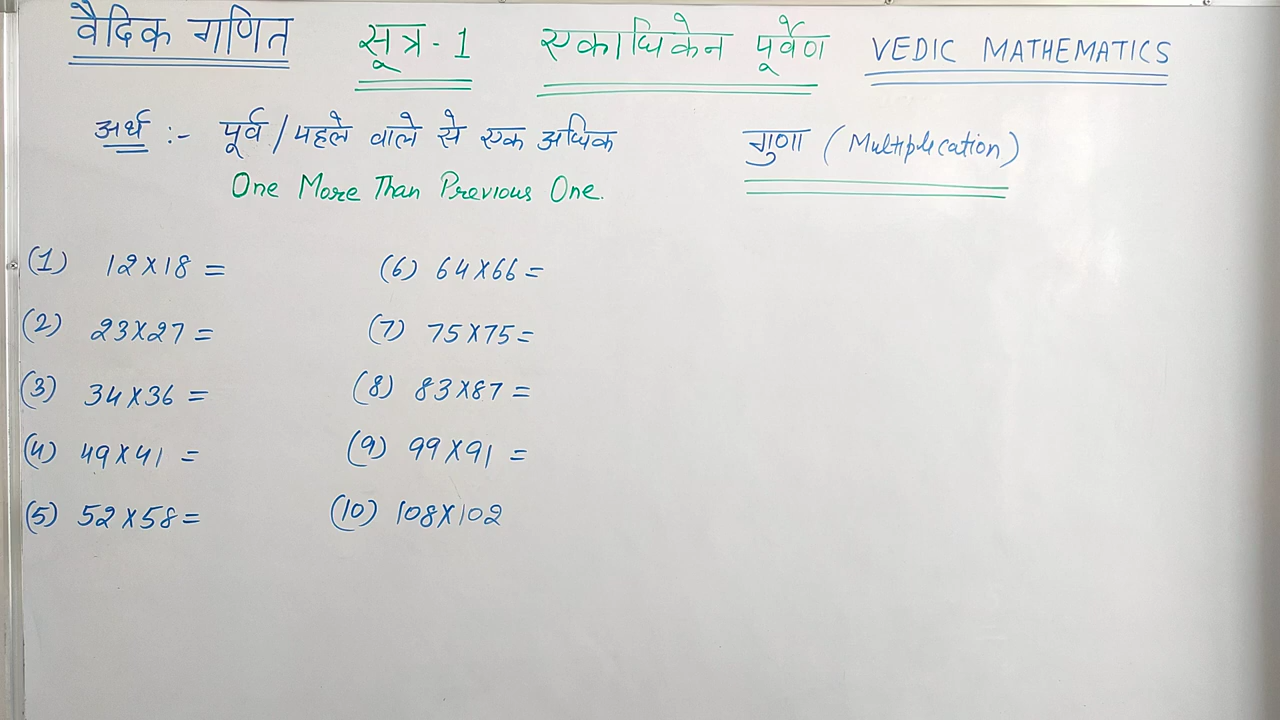 वैदिक गणित सूत्र-1 एकाधिकेन पूर्वेण VEDIC MATHEMATICS
अर्थ :- पूर्व/पहले वाले से एक अधिक गुणा (Multiplication)
One More Than Previous One.
(1) 12×18 =
(2) 23×27 =
(3) 34×36 =
(4) 49×41 =
(5) 52×58 =
(6) 64×66 =
(7) 75×75 =
(8) 83×87 =
(9) 99×91 =
(10) 108×102